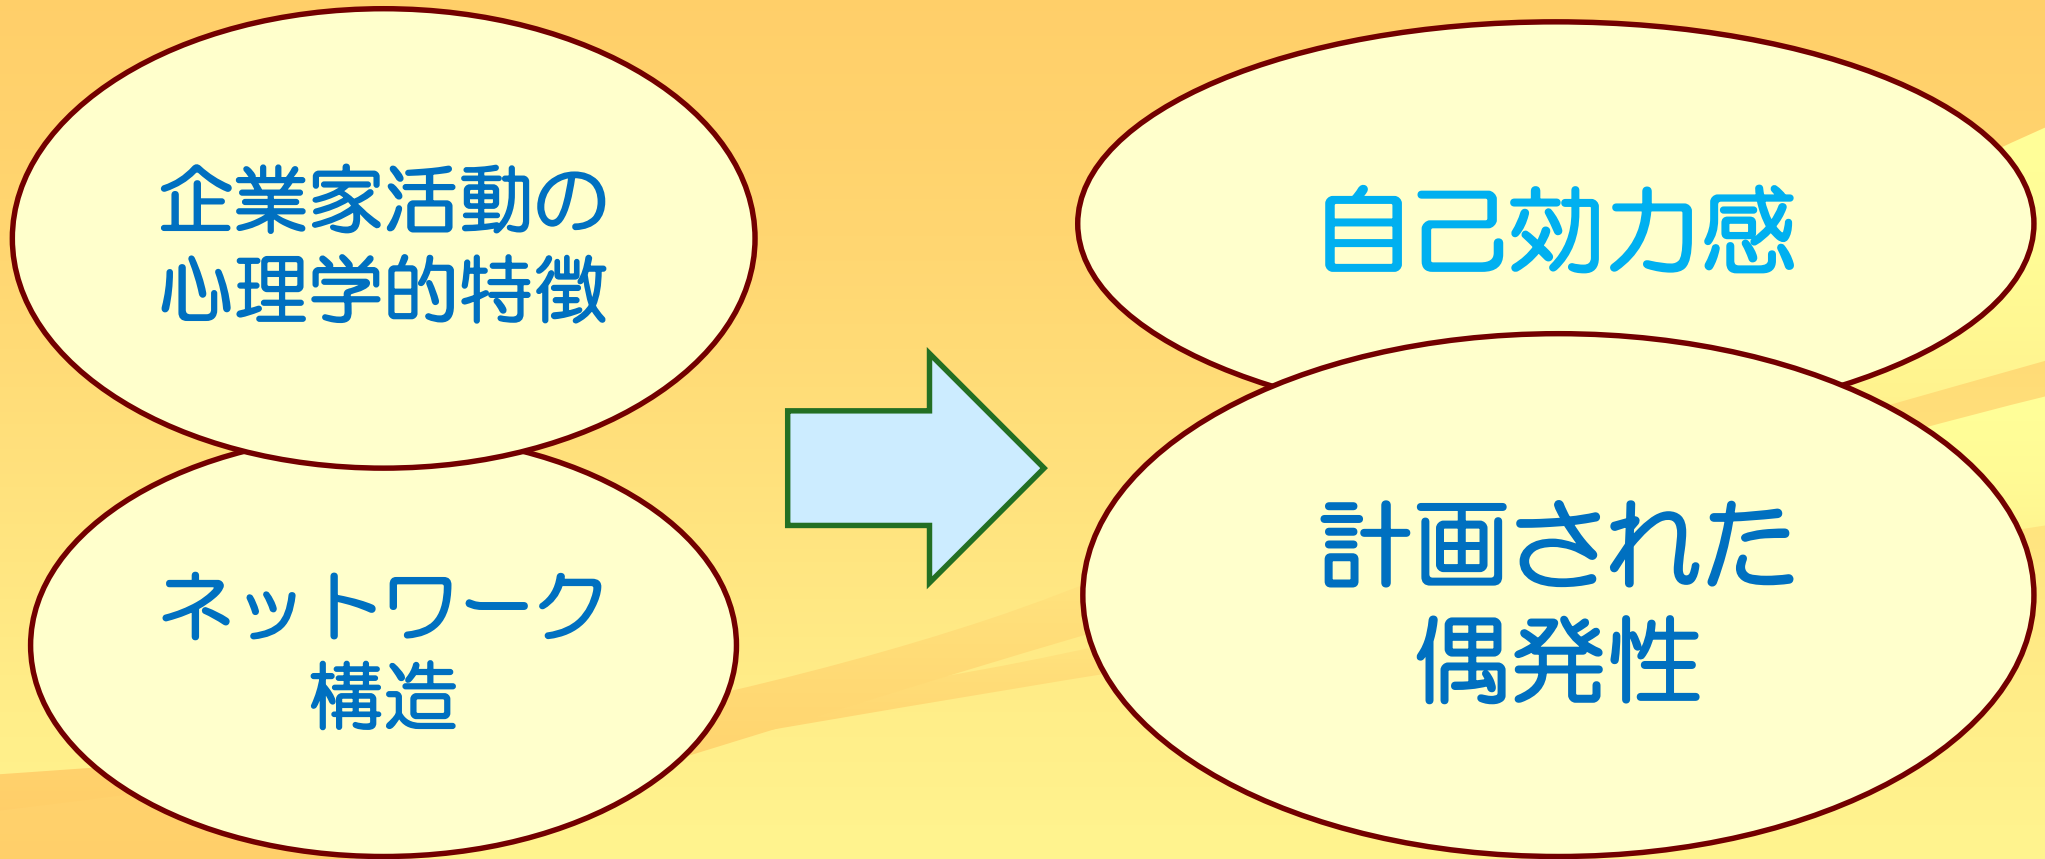 企業家活動の
心理学的特徴
ネットワーク
構造
自己効力感
計画された
偶発性